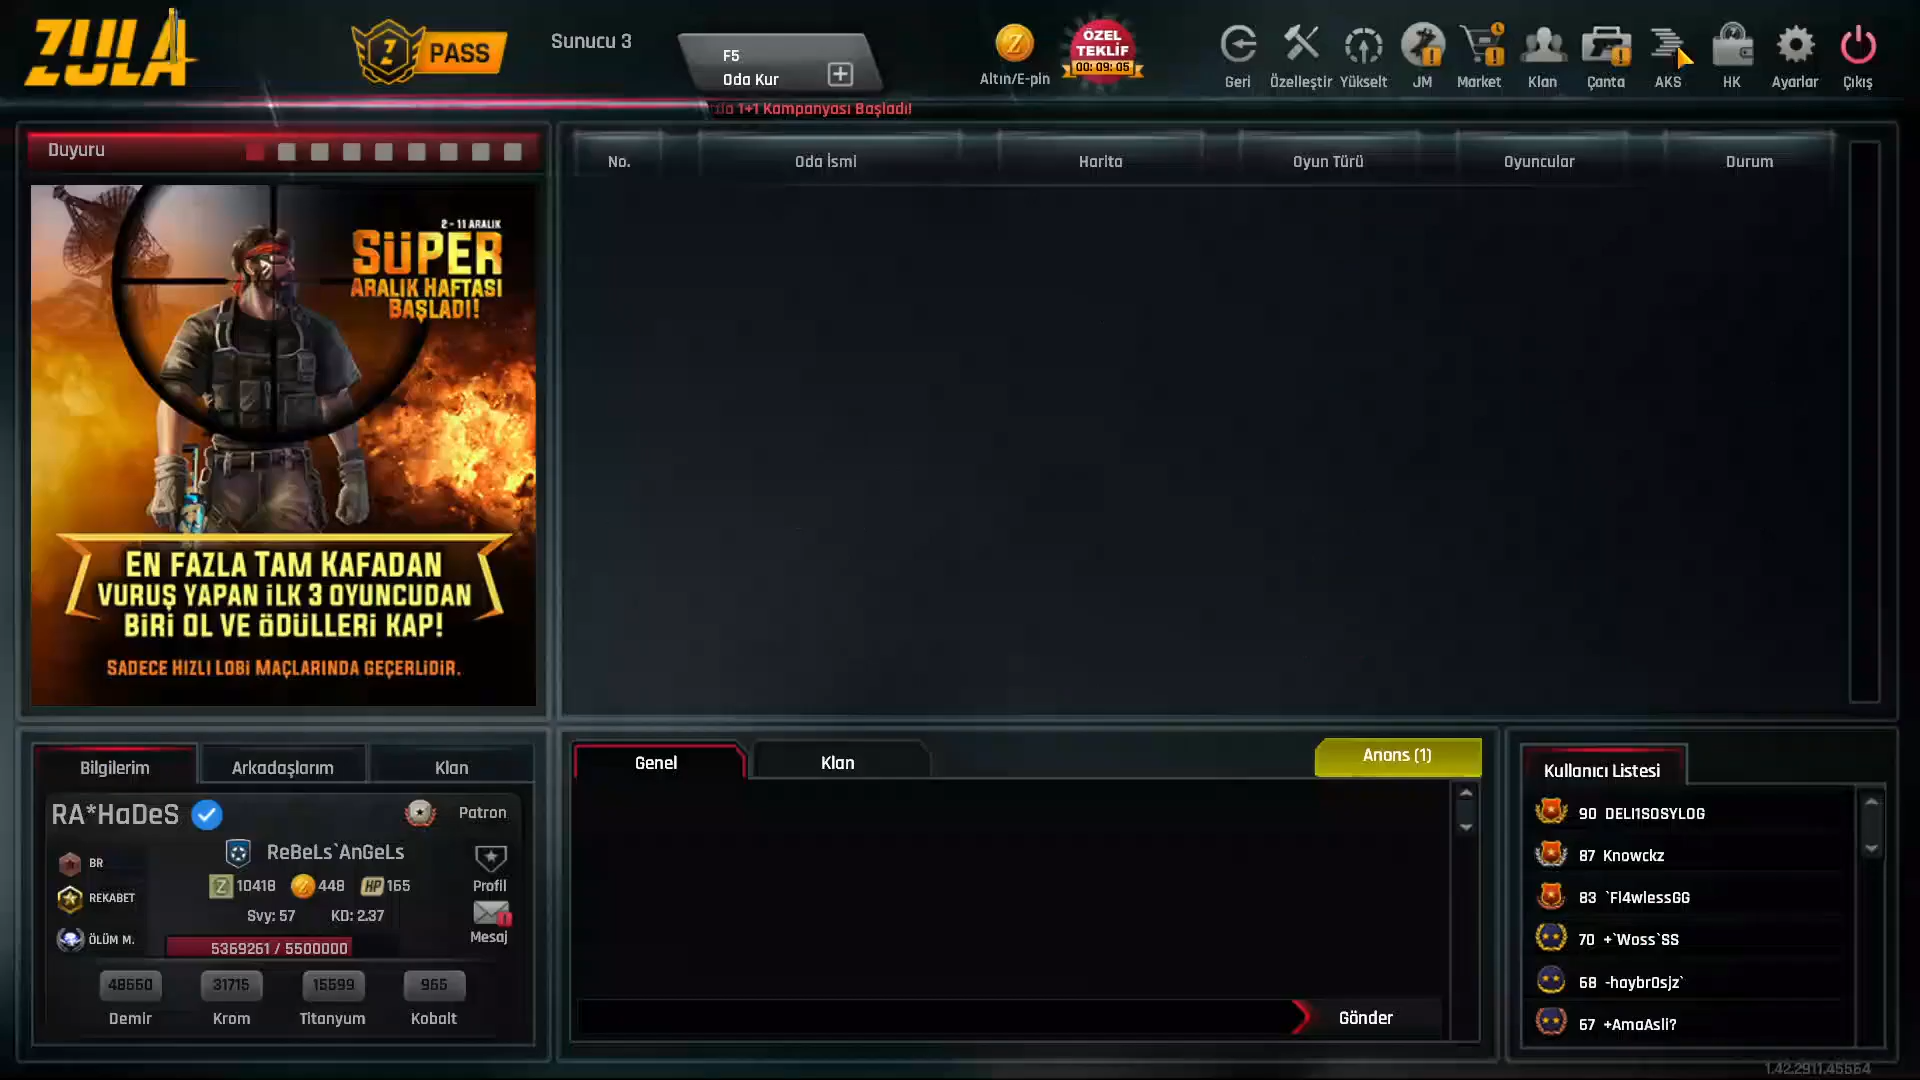 ZULA
PASS
Sunucu 3
F5
Oda Kur
Altın/E-pin
ÖZEL
TEKLİF
00: 09: 05
Geri
Özelleştir
Yükselt
JM
Market
Klan
Çanta
AKS
HK
Ayarlar
Çıkış
da 1+1 Kampanyası Başladı!
Duyuru
2 - 11 ARALIK
SÜPER
ARALIK HAFTASI
BAŞLADI!
EN FAZLA TAM KAFADAN
VURUŞ YAPAN İLK 3 OYUNCUDAN
BİRİ OL VE ÖDÜLLERİ KAP!
SADECE HIZLI LOBİ MAÇLARINDA GEÇERLİDİR.
No.
Oda İsmi
Harita
Oyun Türü
Oyuncular
Durum
Bilgilerim
Arkadaşlarım
Klan
RA*HaDeS
Patron
BR
ReBeLs`AnGeLs
REKABET
10418
448
HP
165
Profil
Svy: 57
KD: 2.37
ÖLÜM M.
Mesaj
5369261 / 5500000
48550
31715
15599
965
Demir
Krom
Titanyum
Kobalt
Genel
Klan
Anons (1)
Gönder
Kullanıcı Listesi
90 DELI1SOSYLOG
87 Knowckz
83 `Fl4wlessGG
70 +`Woss`SS
68 -haybr0sjz`
67 +AmaAsli?
1.42.2911.45564